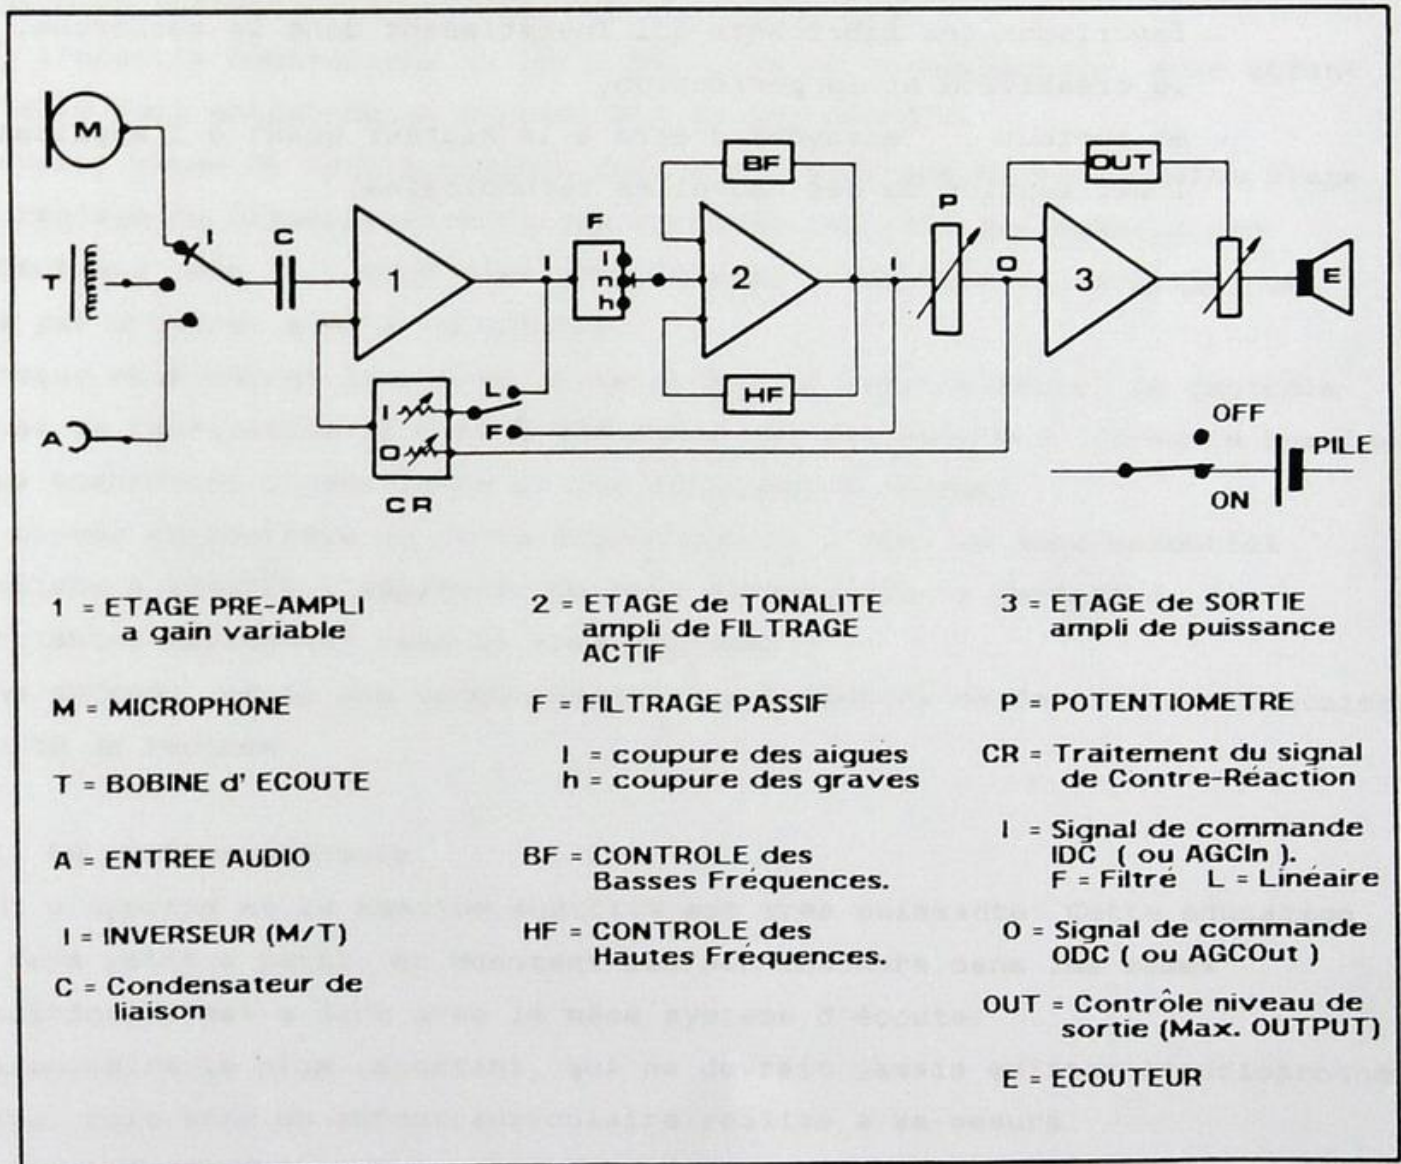 M
T
A
I
C
1
I
F
l
n
h
BF
2
HF
I
P
O
OUT
3
E
I
O
L
F
CR
OFF
ON
PILE
1 = ETAGE PRE-AMPLI
a gain variable
2 = ETAGE de TONALITE
ampli de FILTRAGE
ACTIF
3 = ETAGE de SORTIE
ampli de puissance
M = MICROPHONE
F = FILTRAGE PASSIF
P = POTENTIOMETRE
l = coupure des aigues
h = coupure des graves
CR = Traitement du signal
de Contre-Réaction
T = BOBINE d' ECOUTE
I = Signal de commande
IDC ( ou AGCIn ).
F = Filtré L = Linéaire
A = ENTREE AUDIO
BF = CONTROLE des
Basses Fréquences.
I = INVERSEUR (M/T)
HF = CONTROLE des
Hautes Fréquences.
O = Signal de commande
ODC ( ou AGCOut )
C = Condensateur de
liaison
OUT = Contrôle niveau de
sortie (Max. OUTPUT)
E = ECOUTEUR